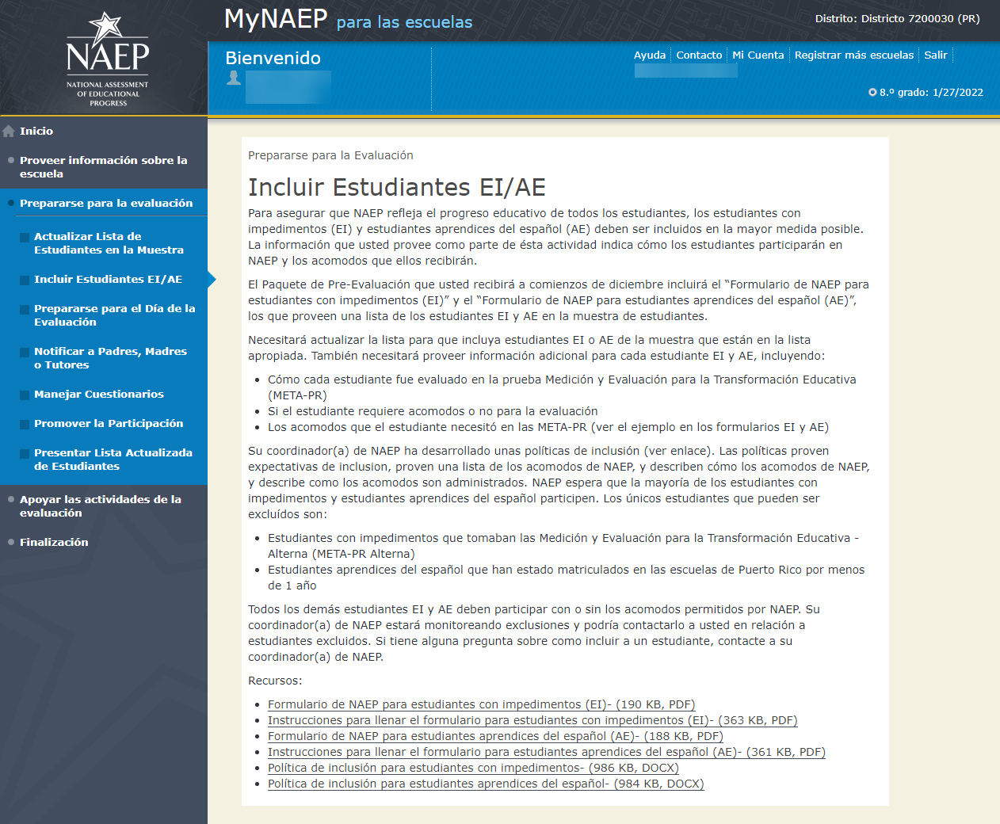 NAEP
NATIONAL ASSESSMENT
OF EDUCATIONAL
PROGRESS
MyNAEP para las escuelas
Distrito: Districto 7200030 (PR)
Bienvenido
Ayuda Contacto Mi Cuenta Registrar más escuelas Salir
8.º grado: 1/27/2022
Inicio
Proveer información sobre la
escuela
Prepararse para la evaluación
Actualizar Lista de
Estudiantes en la Muestra
Incluir Estudiantes EI/AE
Prepararse para el Día de la
Evaluación
Notificar a Padres, Madres
o Tutores
Manejar Cuestionarios
Promover la Participación
Presentar Lista Actualizada
de Estudiantes
Apoyar las actividades de la
evaluación
Finalización
Prepararse para la Evaluación
Incluir Estudiantes EI/AE
Para asegurar que NAEP refleja el progreso educativo de todos los estudiantes, los estudiantes con
impedimentos (EI) y estudiantes aprendices del español (AE) deben ser incluidos en la mayor medida posible.
La información que usted provee como parte de ésta actividad indica cómo los estudiantes participarán en
NAEP y los acomodos que ellos recibirán.
El Paquete de Pre-Evaluación que usted recibirá a comienzos de diciembre incluirá el “Formulario de NAEP para
estudiantes con impedimentos (EI)” y el “Formulario de NAEP para estudiantes aprendices del español (AE)”,
los que proveen una lista de los estudiantes EI y AE en la muestra de estudiantes.
Necesitará actualizar la lista para que incluya estudiantes EI o AE de la muestra que están en la lista
apropiada. También necesitará proveer información adicional para cada estudiante EI y AE, incluyendo:
• Cómo cada estudiante fue evaluado en la prueba Medición y Evaluación para la Transformación Educativa
(META-PR)
• Si el estudiante requiere acomodos o no para la evaluación
• Los acomodos que el estudiante necesitó en las META-PR (ver el ejemplo en los formularios EI y AE)
Su coordinador(a) de NAEP ha desarrollado unas políticas de inclusión (ver enlace). Las políticas proven
expectativas de inclusion, proven una lista de los acomodos de NAEP, y describen cómo los acomodos de NAEP,
y describe como los acomodos son administrados. NAEP espera que la mayoría de los estudiantes con
impedimentos y estudiantes aprendices del español participen. Los únicos estudiantes que pueden ser
excluídos son:
• Estudiantes con impedimentos que tomaban las Medición y Evaluación para la Transformación Educativa -
Alterna (META-PR Alterna)
• Estudiantes aprendices del español que han estado matriculados en las escuelas de Puerto Rico por menos
de 1 año
Todos los demás estudiantes EI y AE deben participar con o sin los acomodos permitidos por NAEP. Su
coordinador(a) de NAEP estará monitoreando exclusiones y podría contactarlo a usted en relación a
estudiantes excluidos. Si tiene alguna pregunta sobre como incluir a un estudiante, contacte a su
coordinador(a) de NAEP.
Recursos:
• Formulario de NAEP para estudiantes con impedimentos (EI)- (190 KB, PDF)
• Instrucciones para llenar el formulario para estudiantes con impedimentos (EI)- (363 KB, PDF)
• Formulario de NAEP para estudiantes aprendices del español (AE)- (188 KB, PDF)
• Instrucciones para llenar el formulario para estudiantes aprendices del español (AE)- (361 KB, PDF)
• Política de inclusión para estudiantes con impedimentos- (986 KB, DOCX)
• Política de inclusión para estudiantes aprendices del español- (984 KB, DOCX)